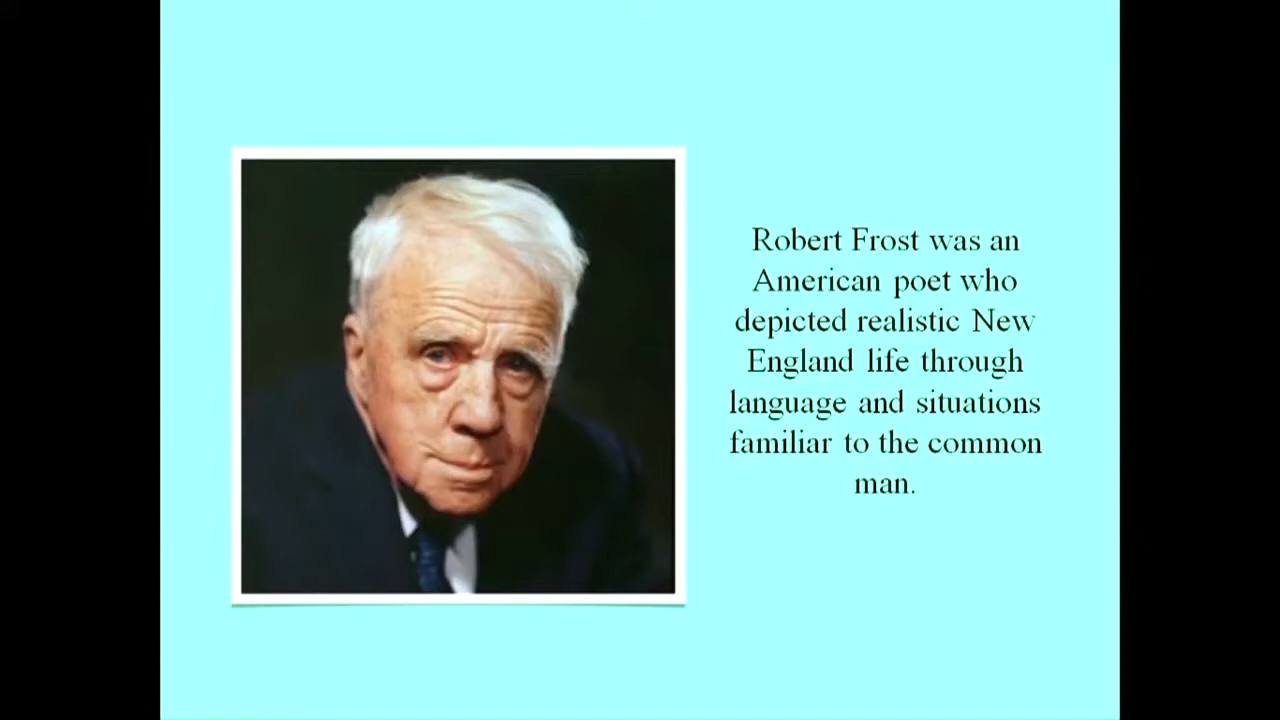 Robert Frost was an
American poet who
depicted realistic New
England life through
language and situations
familiar to the common
man.